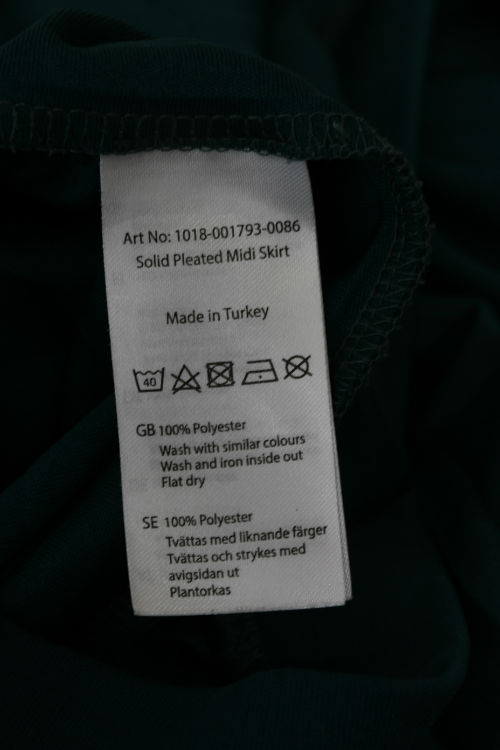 Art No: 1018-001793-0086
Solid Pleated Midi Skirt
Made in Turkey
40
GB 100% Polyester
Wash with similar colours
Wash and iron inside out
Flat dry
SE 100% Polyester
Tvättas med liknande färger
Tvättas och strykes med
avigsidan ut
Plantorkas